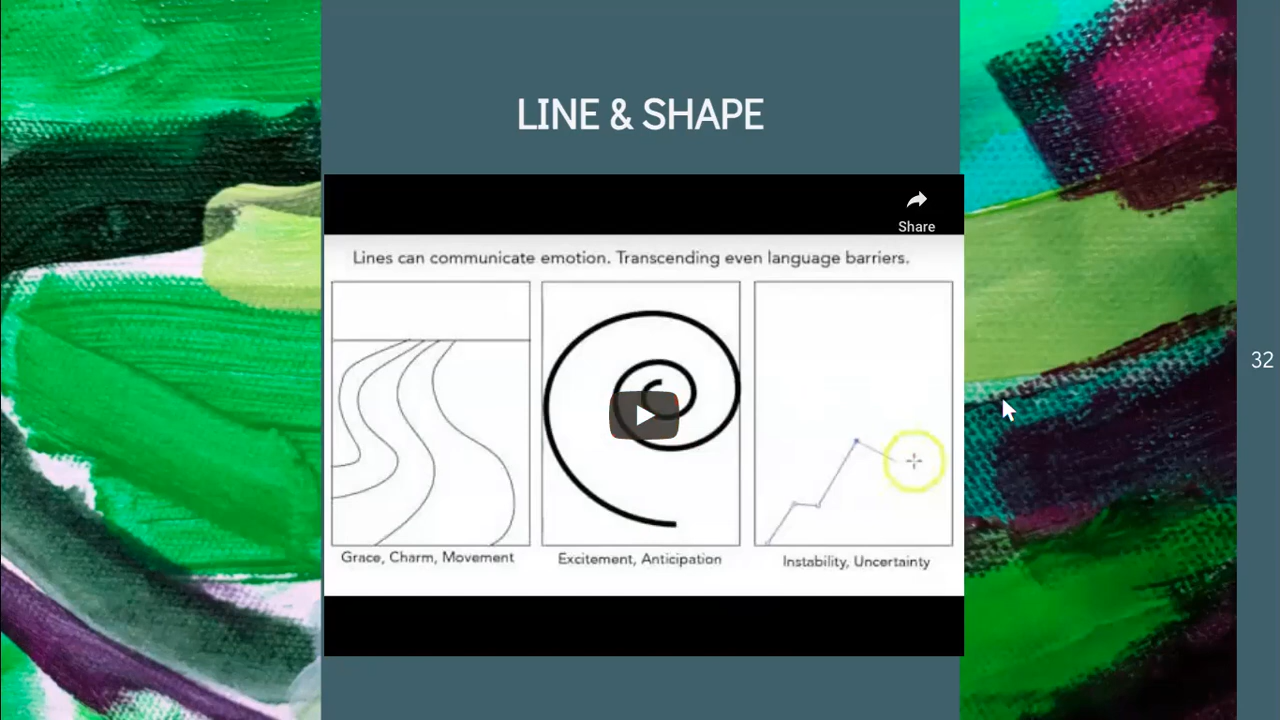 LINE & SHAPE
Share
Lines can communicate emotion. Transcending even language barriers.
Grace, Charm, Movement
Excitement, Anticipation
Instability, Uncertainty
32